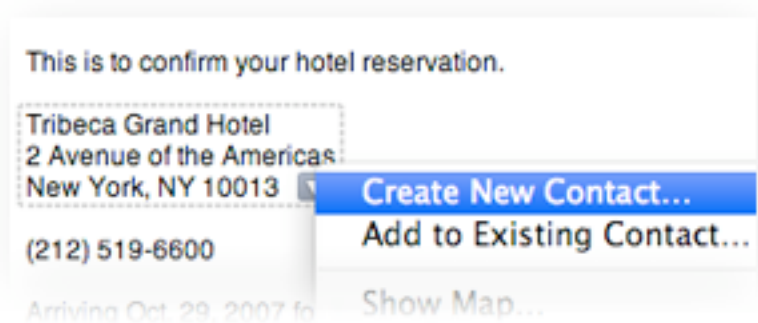 This is to confirm your hotel reservation.
Tribeca Grand Hotel
2 Avenue of the Americas
New York, NY 10013
Create New Contact...
Add to Existing Contact...
(212) 519-6600
Show Map...
Arriving Oct. 29, 2007 fo